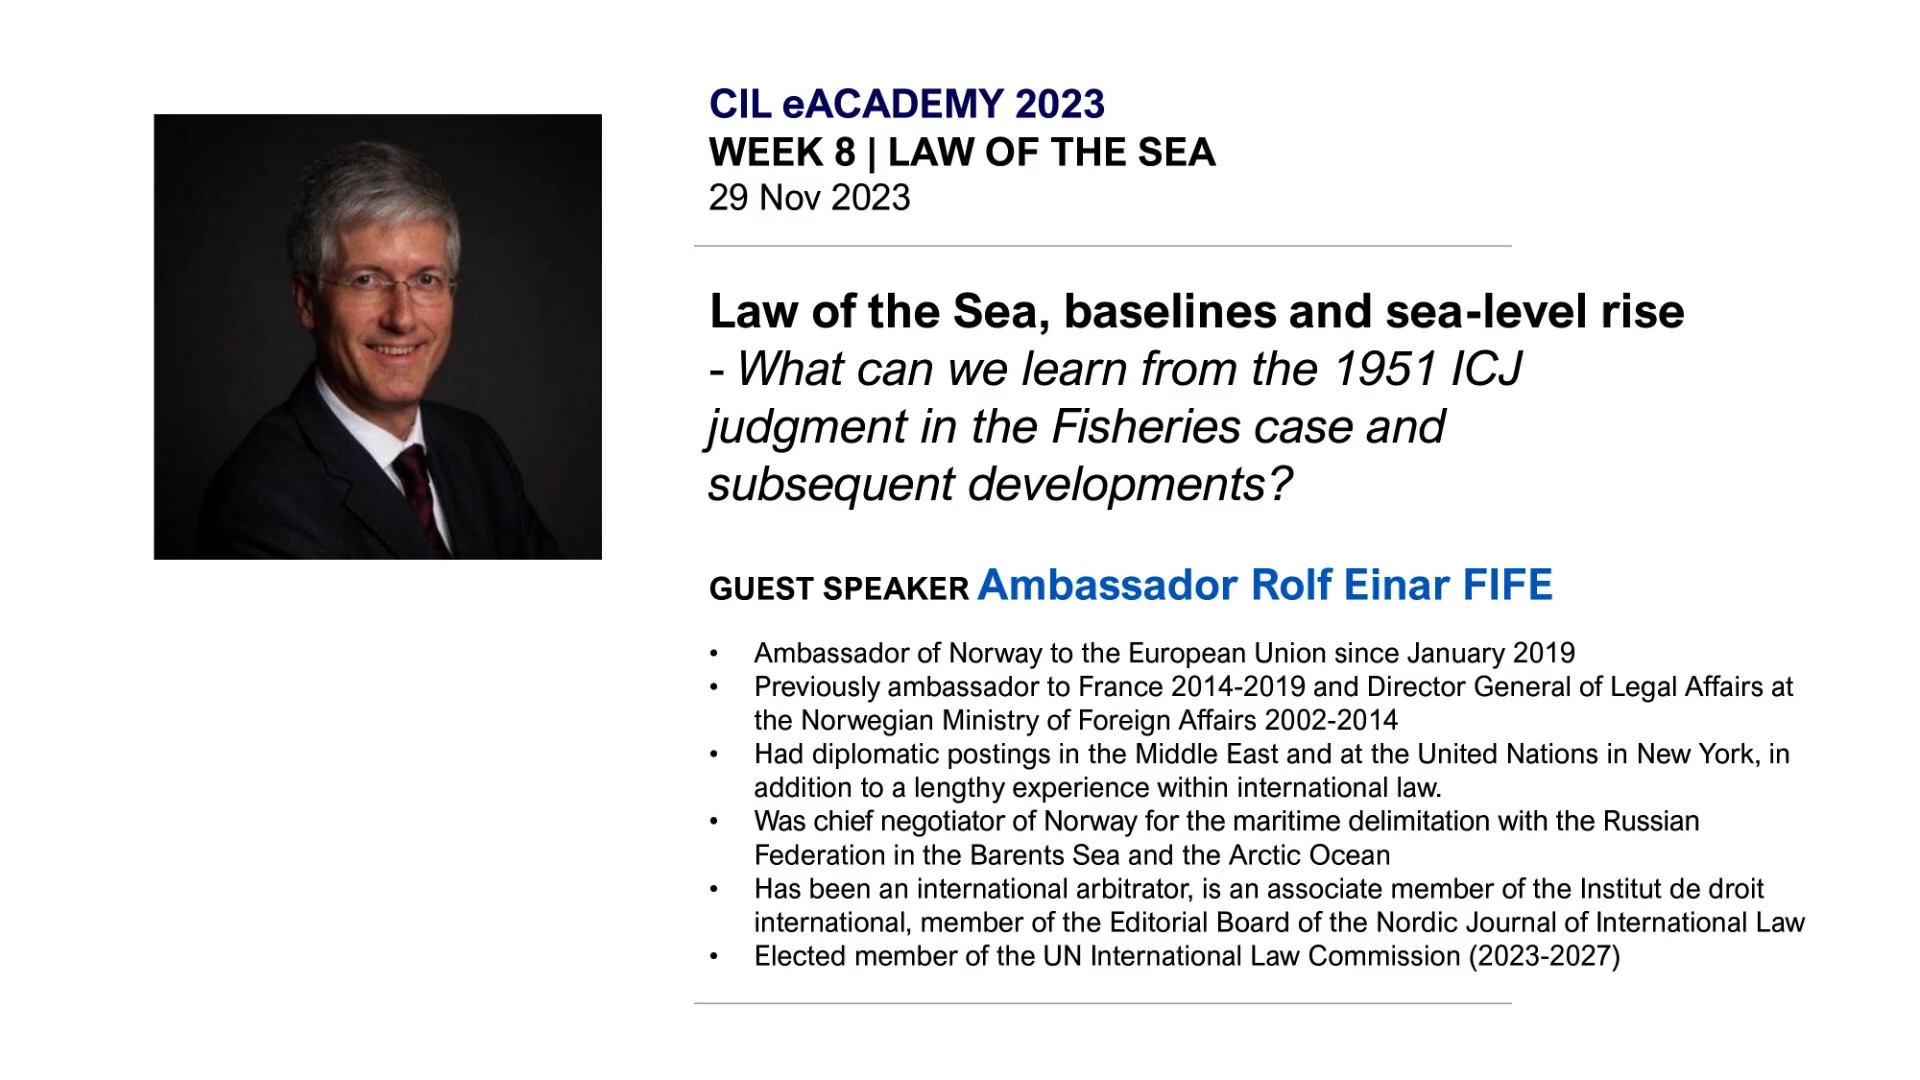 CIL eACADEMY 2023
WEEK 8 | LAW OF THE SEA
29 Nov 2023
Law of the Sea, baselines and sea-level rise
- What can we learn from the 1951 ICJ
judgment in the Fisheries case and
subsequent developments?
GUEST SPEAKER Ambassador Rolf Einar FIFE
• Ambassador of Norway to the European Union since January 2019
• Previously ambassador to France 2014-2019 and Director General of Legal Affairs at
the Norwegian Ministry of Foreign Affairs 2002-2014
• Had diplomatic postings in the Middle East and at the United Nations in New York, in
addition to a lengthy experience within international law.
• Was chief negotiator of Norway for the maritime delimitation with the Russian
Federation in the Barents Sea and the Arctic Ocean
• Has been an international arbitrator, is an associate member of the Institut de droit
international, member of the Editorial Board of the Nordic Journal of International Law
• Elected member of the UN International Law Commission (2023-2027)